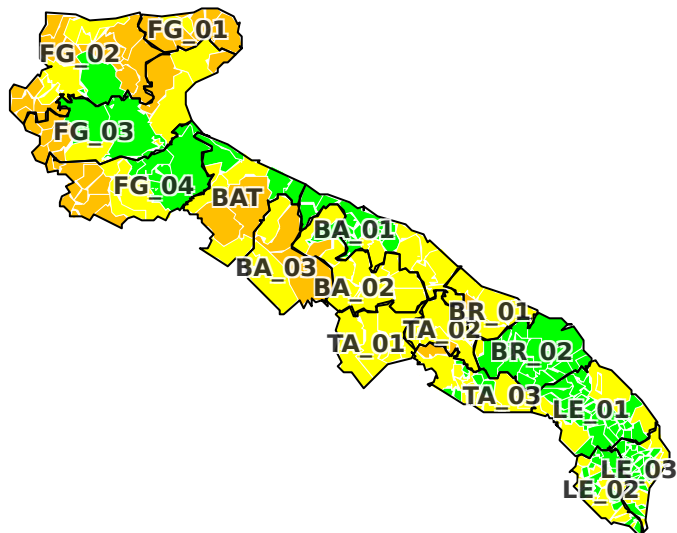 FG_01
FG_02
FG_03
FG_04
BAT
BA_01
BA_03
BA_02
BR_01
TA_02
TA_01
BR_02
TA_03
LE_01
LE_03
LE_02